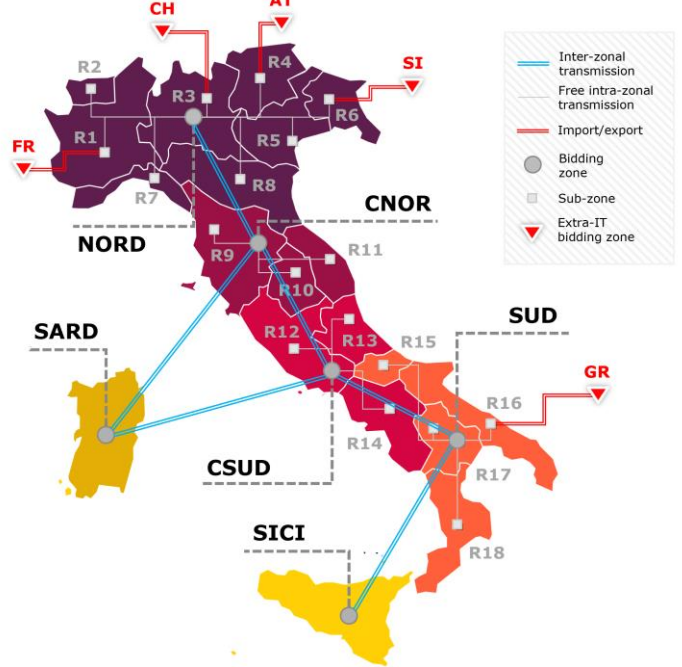 CH
AT
SI
FR
R2
R3
R4
R6
R1
R5
R7
R8
NORD
CNOR
R9
R11
R10
SARD
R12
R13
SUD
R15
GR
R16
R14
R17
CSUD
SICI
R18
Inter-zonal
transmission
Free intra-zonal
transmission
Import/export
Bidding
zone
Sub-zone
Extra-IT
bidding zone